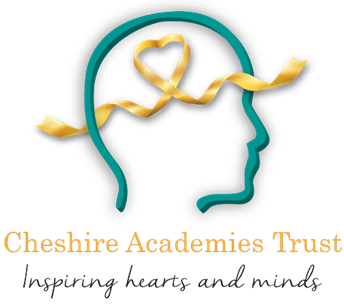 Cheshire Academies Trust
Inspiring hearts and minds